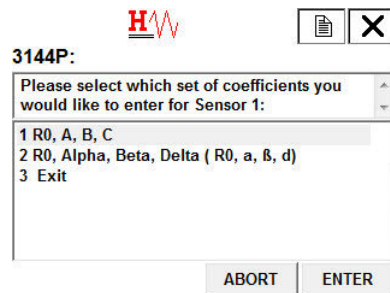 H
3144P:
Please select which set of coefficients you
would like to enter for Sensor 1:
1 R0, A, B, C
2 R0, Alpha, Beta, Delta ( R0, a, ß, d)
3 Exit
ABORT
ENTER